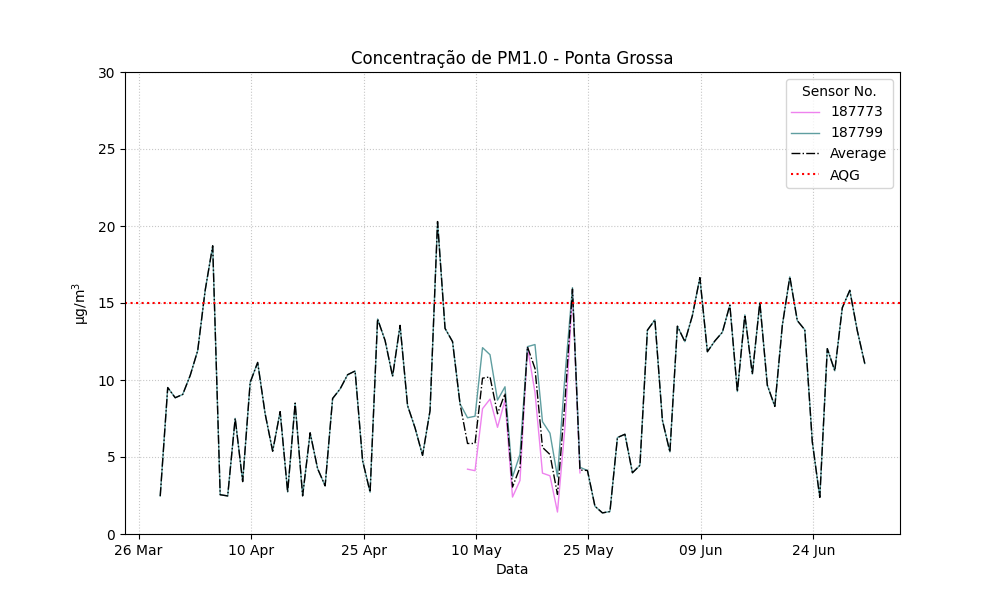 Concentração de PM1.0 - Ponta Grossa
Sensor No.
187773
187799
Average
AQG
µg/m³
30
25
20
15
10
5
0
26 Mar
10 Apr
25 Apr
10 May
25 May
09 Jun
24 Jun
Data